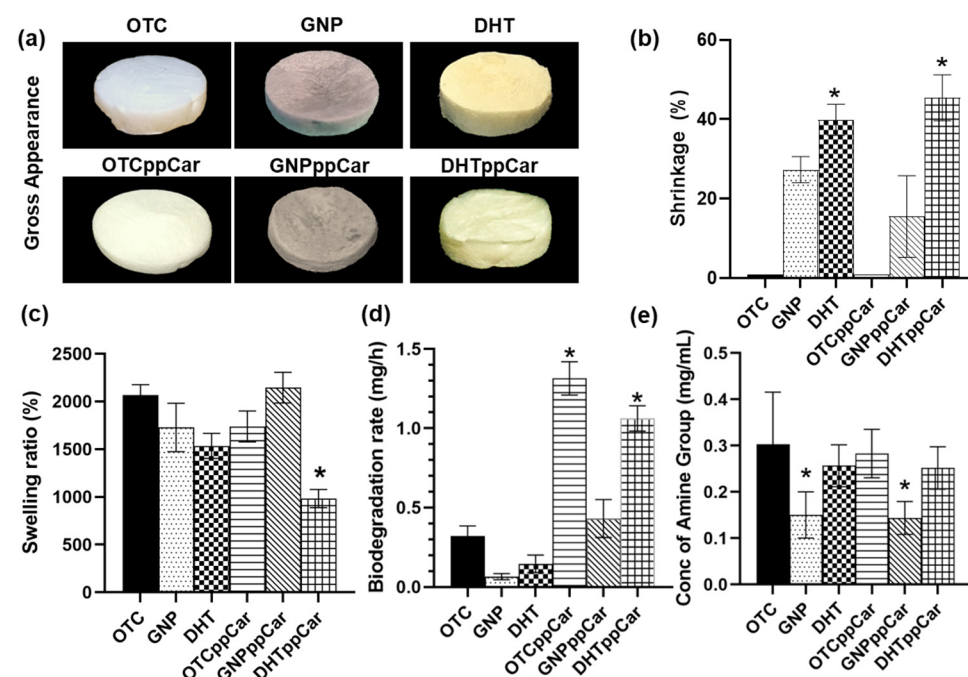 (a)
OTC GNP DHT
Gross Appearance
OTCppCar GNPppCar DHTppCar
(b)
Shrinkage (%)
60
40
20
0
* *
OTC GNP DHT OTCppCar GNPppCar DHTppCar
(c)
Swelling ratio (%)
2500
2000
1500
1000
500
0
*
OTC GNP DHT OTCppCar GNPppCar DHTppCar
(d)
Biodegradation rate (mg/h)
1.5
1.0
0.5
0.0
* *
OTC GNP DHT OTCppCar GNPppCar DHTppCar
(e)
Conc of Amine Group (mg/mL)
0.5
0.4
0.3
0.2
0.1
0.0
* *
OTC GNP DHT OTCppCar GNPppCar DHTppCar